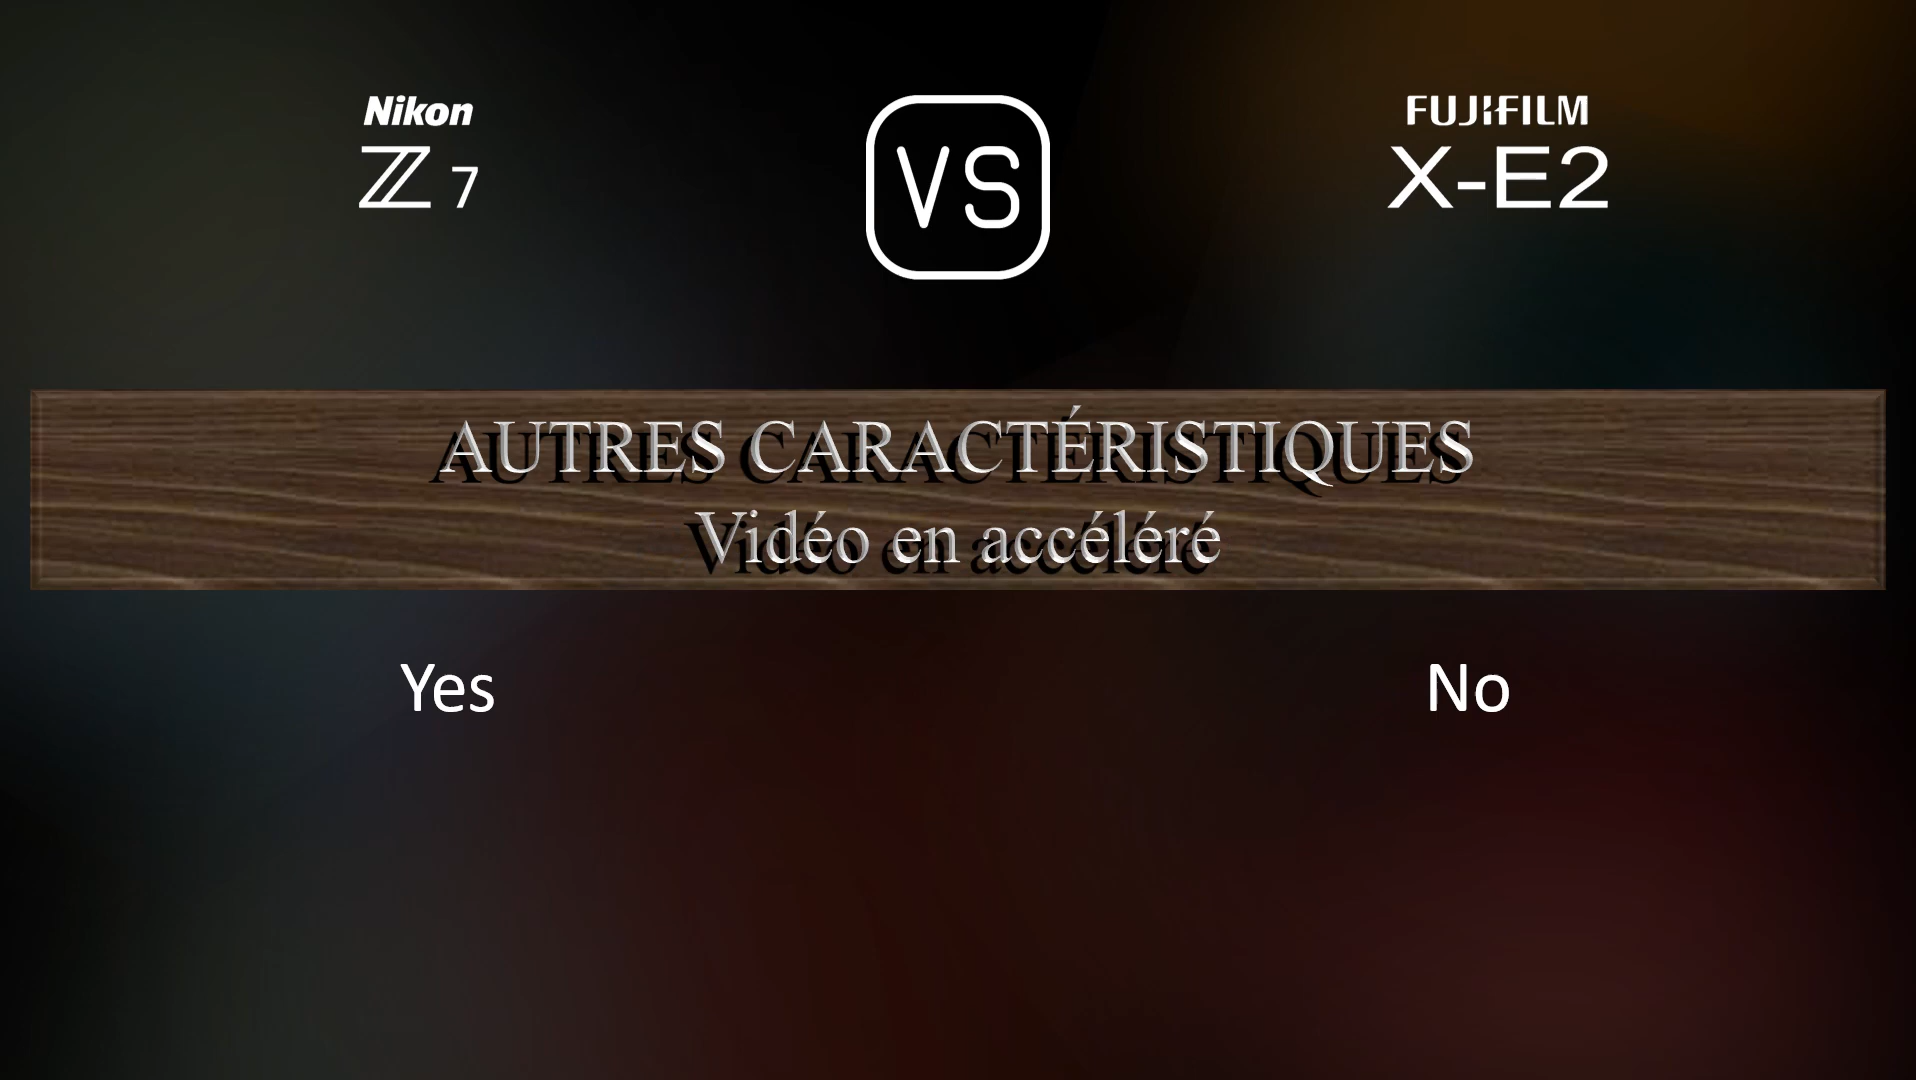 Nikon
Z 7
VS
FUJIFILM
X-E2
AUTRES CARACTÉRISTIQUES
Vidéo en accéléré
Yes
No